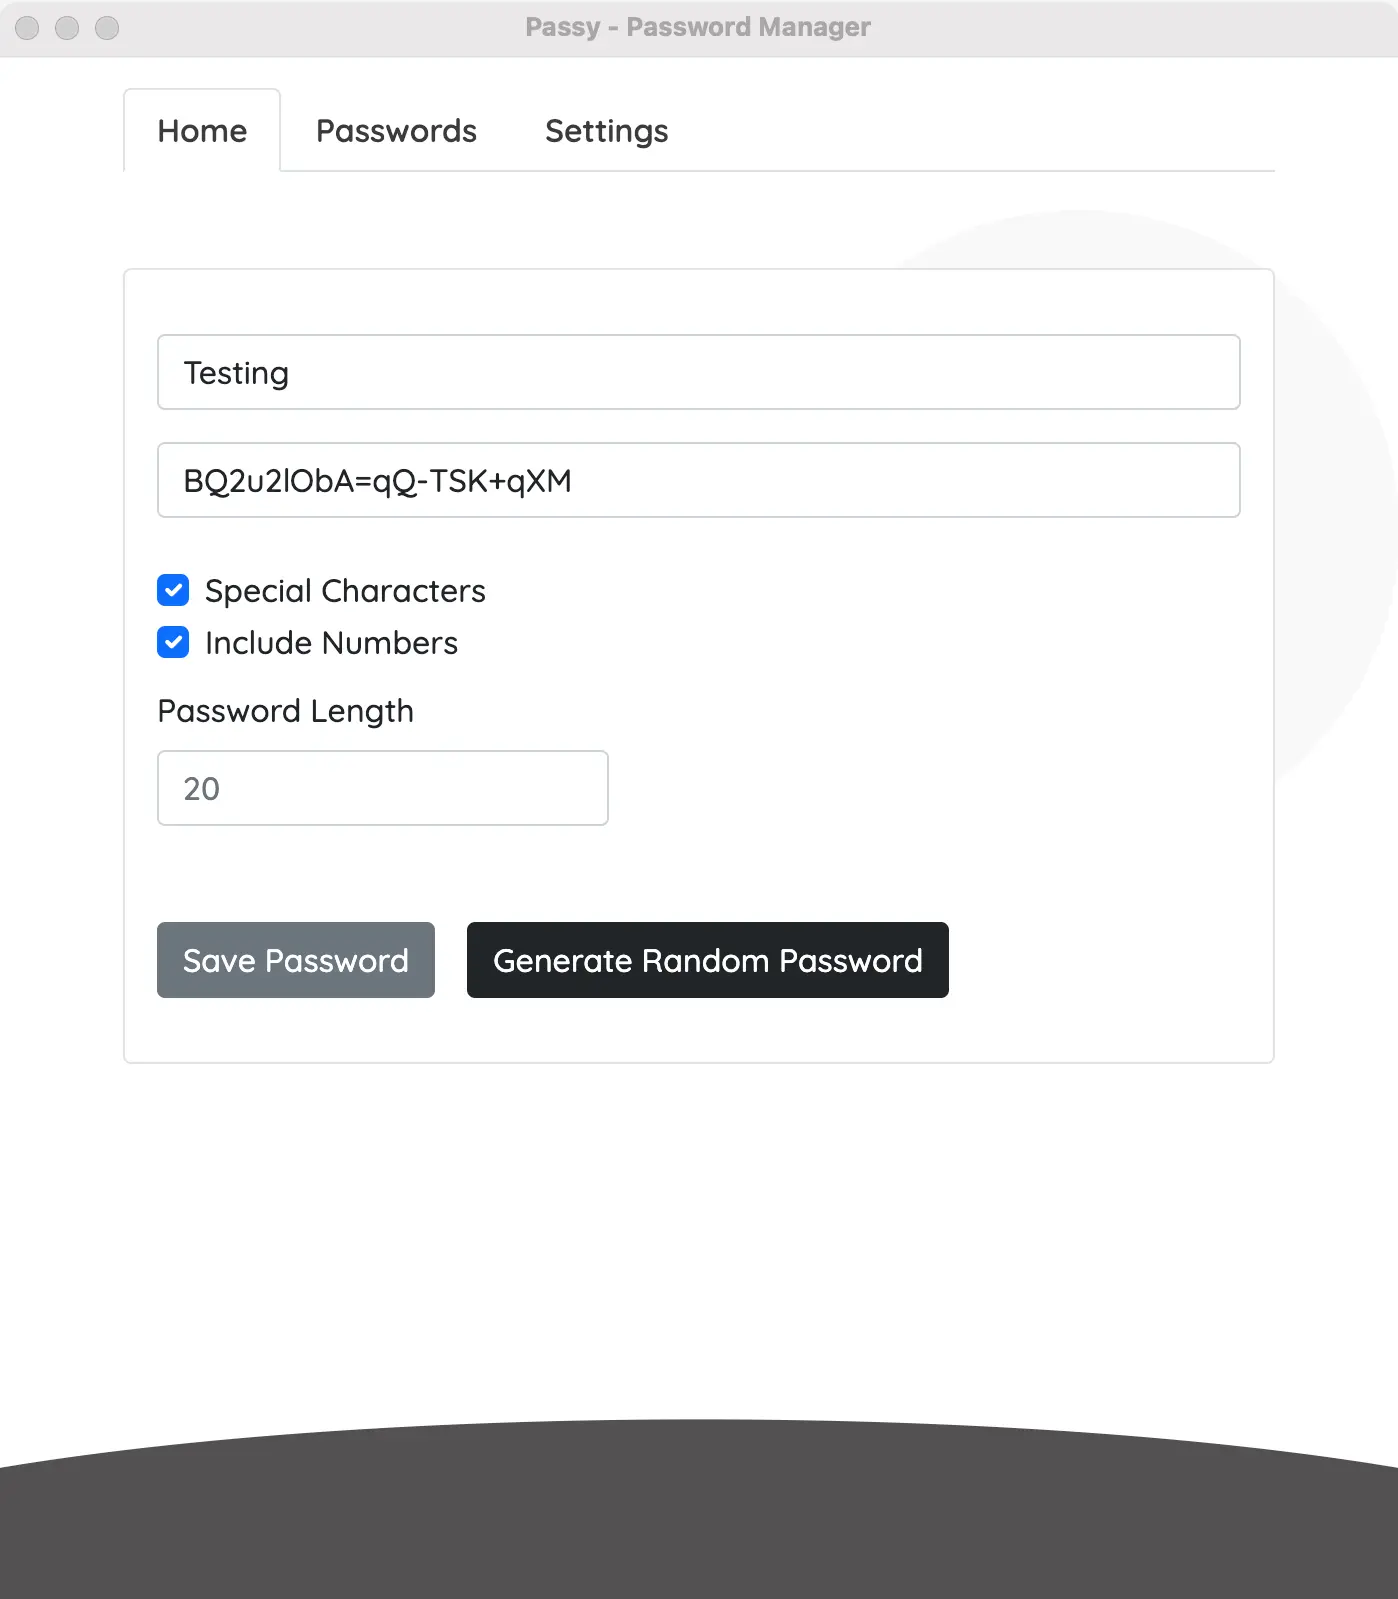 Passy - Password Manager
Home Passwords Settings
Testing
BQ2u2lObA=qQ-TSK+qXM
Special Characters
Include Numbers
Password Length
20
Save Password Generate Random Password